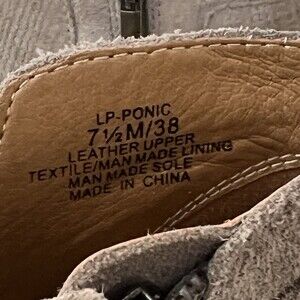 LP-PONIC
7½M/38
LEATHER UPPER
TEXTILE/MAN MADE LINING
MAN MADE SOLE
MADE IN CHINA